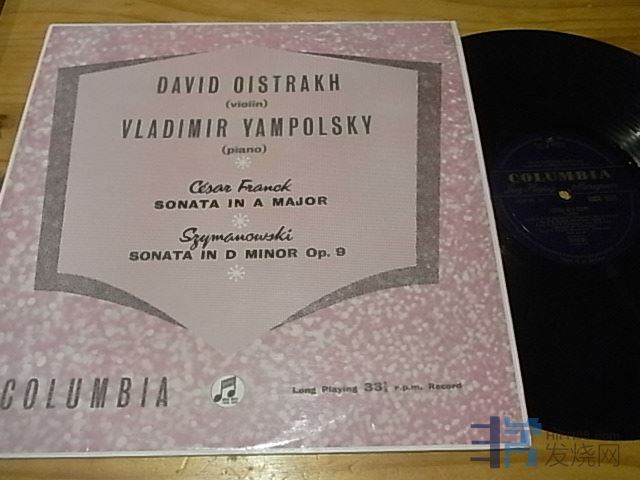 DAVID OISTRAKH
(violin)
VLADIMIR YAMPOLSKY
(piano)
César Franck
SONATA IN A MAJOR
Szymanowski
SONATA IN D MINOR Op. 9
COLUMBIA
Long Playing 33⅓ r.p.m. Record
COLUMBIA
发烧网